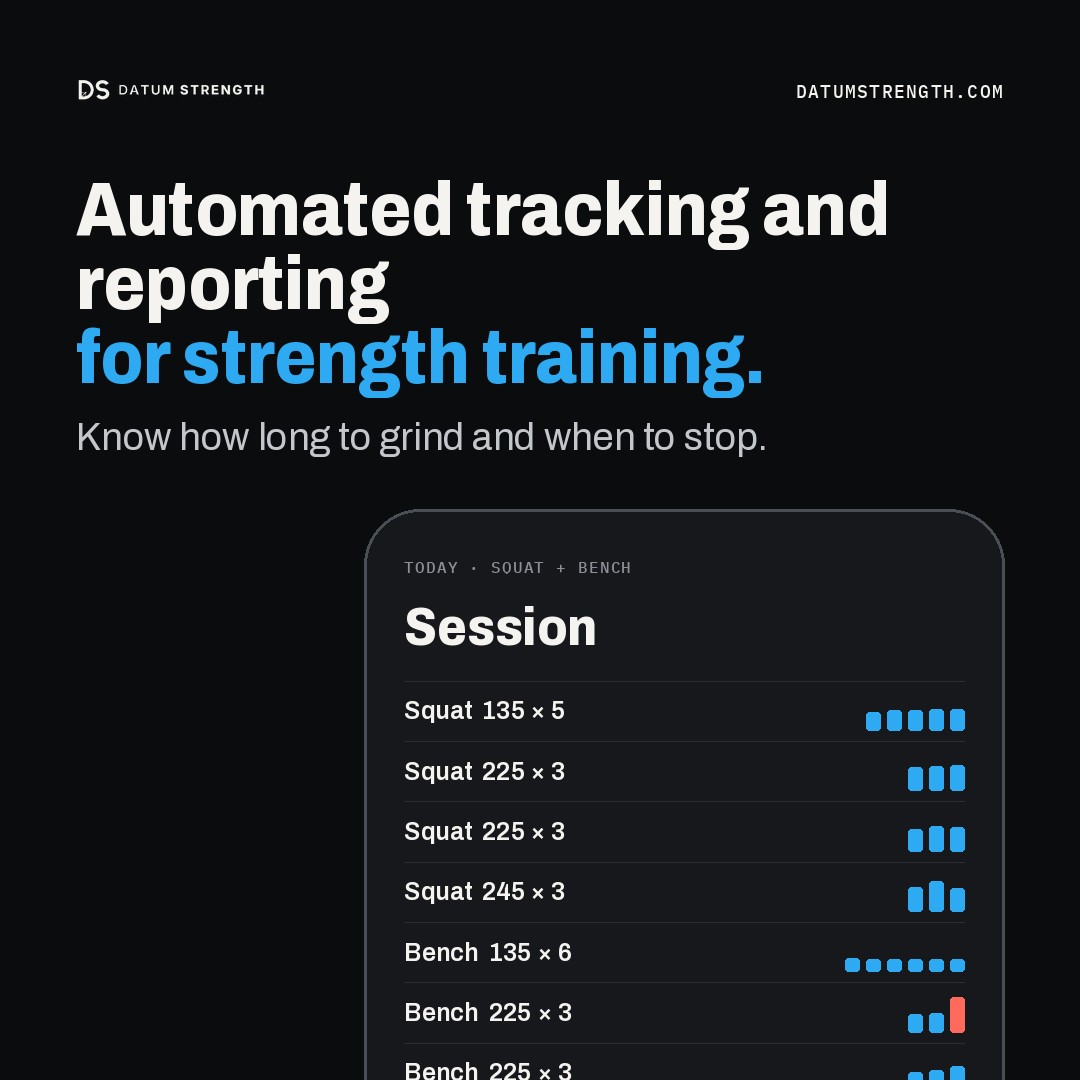 DS DATUM STRENGTH
DATUMSTRENGTH.COM
Automated tracking and
reporting
for strength training.
Know how long to grind and when to stop.
TODAY · SQUAT + BENCH
Session
Squat 135 × 5
Squat 225 × 3
Squat 225 × 3
Squat 245 × 3
Bench 135 × 6
Bench 225 × 3
Bench 225 × 3